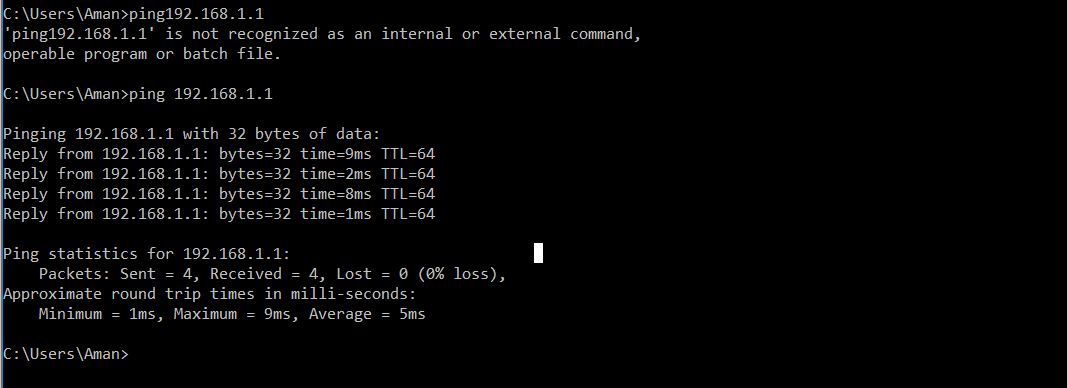 C:\Users\Aman>ping192.168.1.1
'ping192.168.1.1' is not recognized as an internal or external command,
operable program or batch file.
C:\Users\Aman>ping 192.168.1.1
Pinging 192.168.1.1 with 32 bytes of data:
Reply from 192.168.1.1: bytes=32 time=9ms TTL=64
Reply from 192.168.1.1: bytes=32 time=2ms TTL=64
Reply from 192.168.1.1: bytes=32 time=8ms TTL=64
Reply from 192.168.1.1: bytes=32 time=1ms TTL=64
Ping statistics for 192.168.1.1:
    Packets: Sent = 4, Received = 4, Lost = 0 (0% loss),
Approximate round trip times in milli-seconds:
    Minimum = 1ms, Maximum = 9ms, Average = 5ms
C:\Users\Aman>